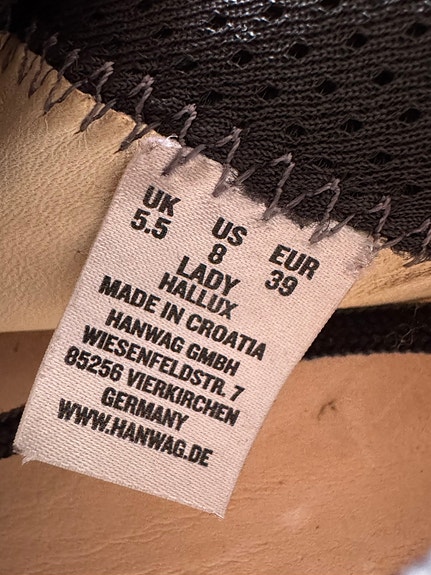 UK US EUR
5.5 8 39
LADY
HALLUX
MADE IN CROATIA
HANWAG GMBH
WIESENFELDSTR. 7
85256 VIERKIRCHEN
GERMANY
WWW.HANWAG.DE